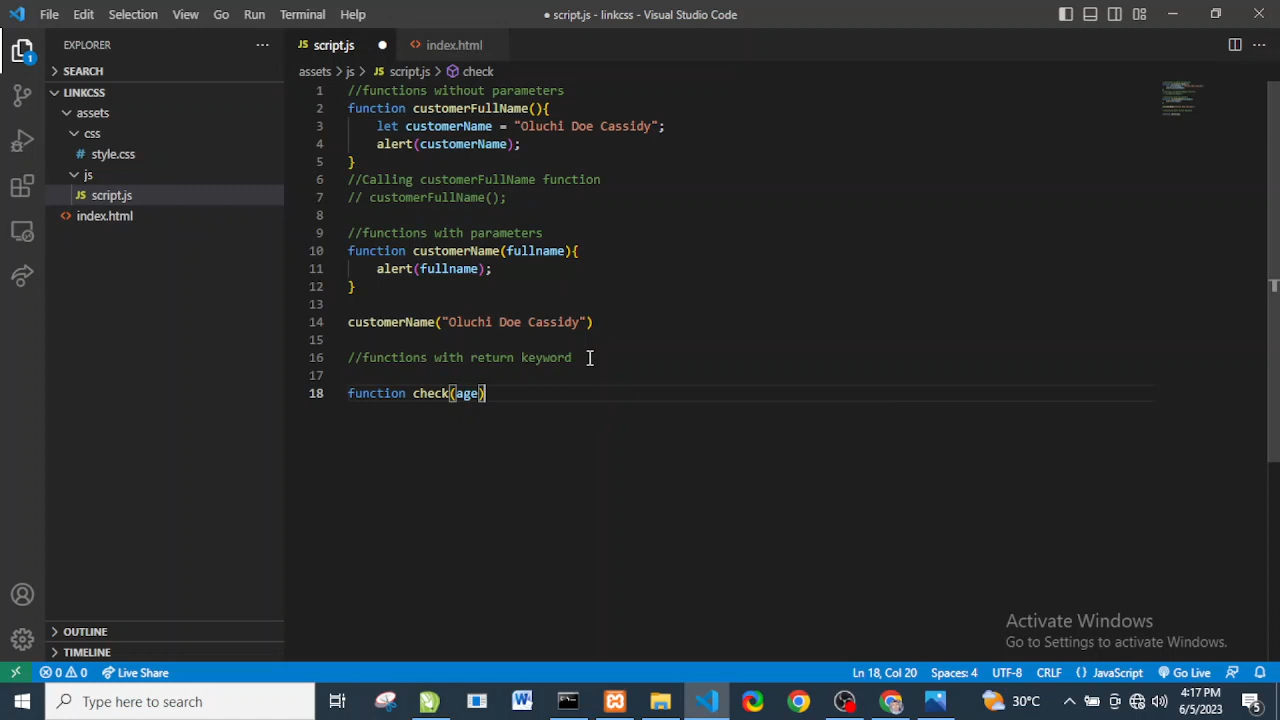 File Edit Selection View Go Run Terminal Help
● script.js - linkcss - Visual Studio Code
EXPLORER
1
SEARCH
LINKCSS
assets
css
# style.css
js
JS script.js
<> index.html
OUTLINE
TIMELINE
JS script.js ● <> index.html
assets > js > JS script.js > check
1 //functions without parameters
2 function customerFullName(){
3 let customerName = "Oluchi Doe Cassidy";
4 alert(customerName);
5 }
6 //Calling customerFullName function
7 // customerFullName();
8
9 //functions with parameters
10 function customerName(fullname){
11 alert(fullname);
12 }
13
14 customerName("Oluchi Doe Cassidy")
15
16 //functions with return keyword
17
18 function check(age)
Activate Windows
Go to Settings to activate Windows.
0 0 Live Share Ln 18, Col 20 Spaces: 4 UTF-8 CRLF {} JavaScript Go Live
Type here to search
30°C
4:17 PM
6/5/2023
5